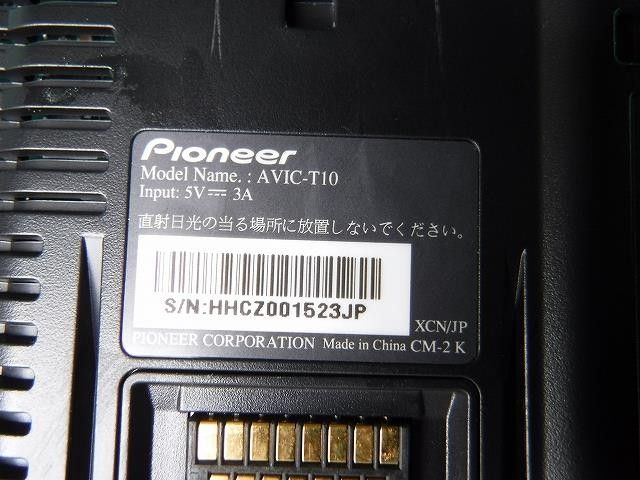 Pioneer
Model Name. : AVIC-T10
Input: 5V⎓ 3A
直射日光の当る場所に放置しないでください。
S/N:HHCZ001523JP
XCN/JP
PIONEER CORPORATION Made in China CM-2 K